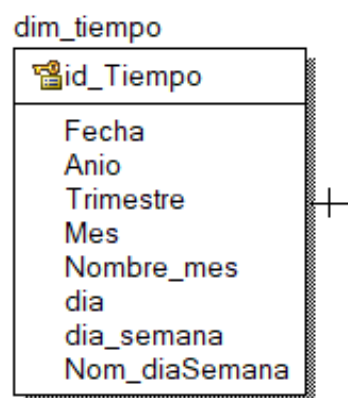 dim_tiempo
id_Tiempo
Fecha
Anio
Trimestre
Mes
Nombre_mes
dia
dia_semana
Nom_diaSemana